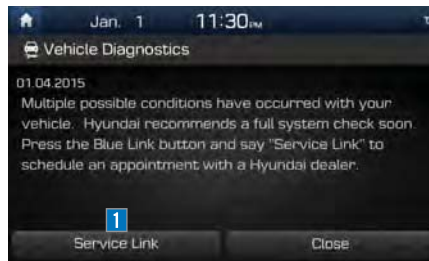 Jan. 1 11:30 PM
Vehicle Diagnostics
01.04.2015
Multiple possible conditions have occurred with your
vehicle. Hyundai recommends a full system check soon
Press the Blue Link button and say "Service Link" to
schedule an appointment with a Hyundai dealer.
1
Service Link Close